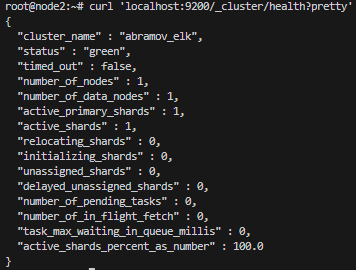 root@node2:~# curl 'localhost:9200/_cluster/health?pretty'
{
  "cluster_name" : "abramov_elk",
  "status" : "green",
  "timed_out" : false,
  "number_of_nodes" : 1,
  "number_of_data_nodes" : 1,
  "active_primary_shards" : 1,
  "active_shards" : 1,
  "relocating_shards" : 0,
  "initializing_shards" : 0,
  "unassigned_shards" : 0,
  "delayed_unassigned_shards" : 0,
  "number_of_pending_tasks" : 0,
  "number_of_in_flight_fetch" : 0,
  "task_max_waiting_in_queue_millis" : 0,
  "active_shards_percent_as_number" : 100.0
}